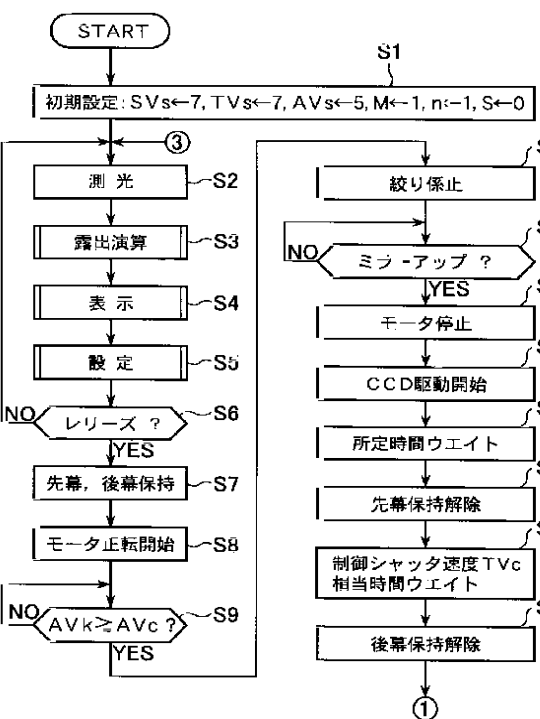 START
S1
初期設定: SVs←7, TVs←7, AVs←5, M←1, n←1, S←0
③
測光 S2
露出演算 S3
表示 S4
設定 S5
レリーズ ? S6
NO
YES
先幕, 後幕保持 S7
モータ正転開始 S8
AVk≧AVc ? S9
NO
YES
絞り係止
ミラーアップ ?
NO
YES
モータ停止
CCD駆動開始
所定時間ウエイト
先幕保持解除
制御シャッタ速度TVc
相当時間ウエイト
後幕保持解除
①